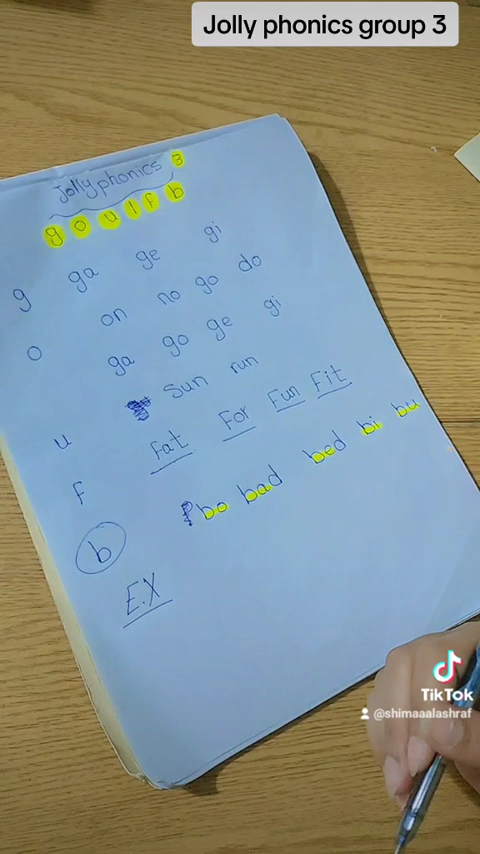 Jolly phonics group 3
Jolly phonics 3
g o u l F b
g ga ge gi
o on no go do
ga go ge gi
u Sun run
F Fat For Fun Fit
b bo bad bed bi bu
E.X
TikTok
@shimaaalashraf